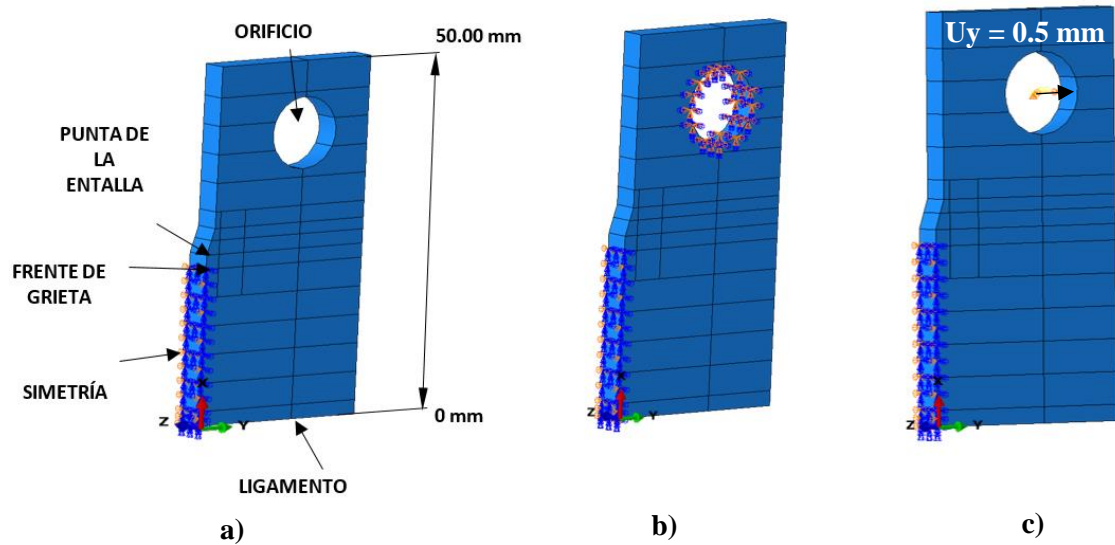 ORIFICIO
50.00 mm
PUNTA DE
LA
ENTALLA
FRENTE DE
GRIETA
SIMETRÍA
X
Z
Y
0 mm
LIGAMENTO
a)
X
Z
Y
b)
Uy = 0.5 mm
X
Z
Y
c)